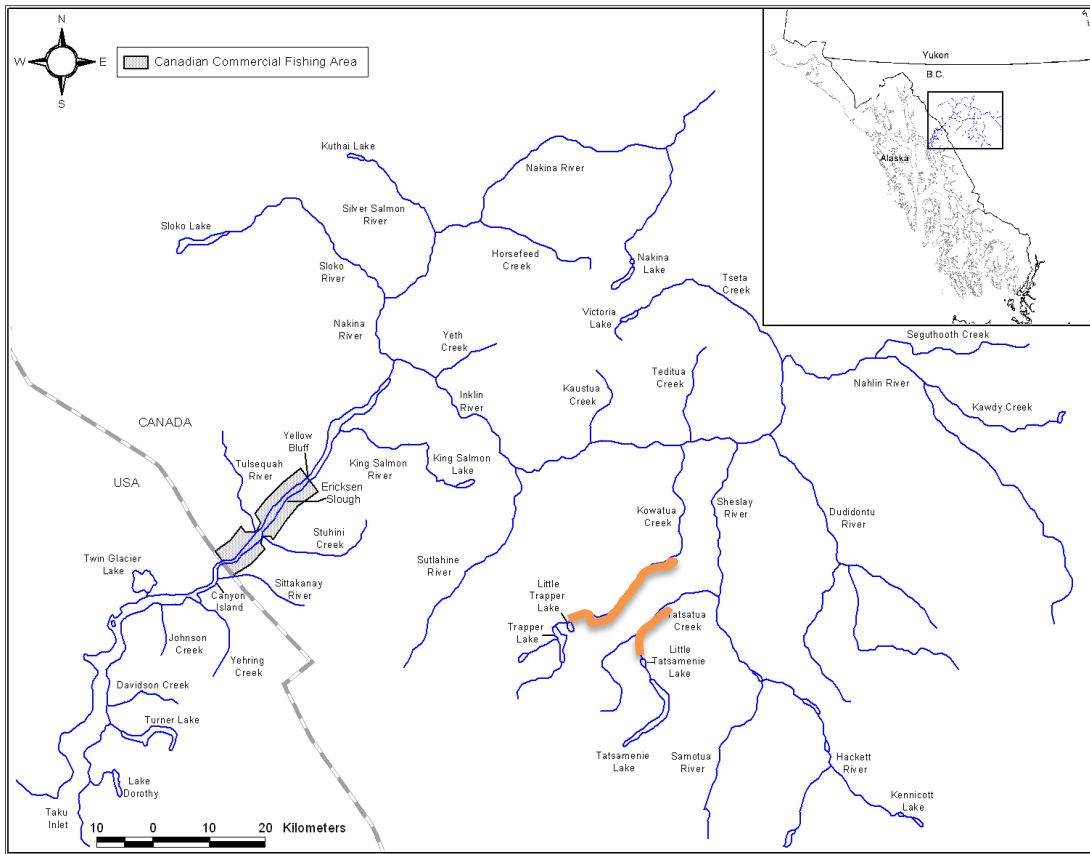 N
W
E
S
Canadian Commercial Fishing Area
Yukon
B.C.
Alaska
Kuthai Lake
Nakina River
Silver Salmon
River
Sloko Lake
Horsefeed
Creek
Sloko
River
Nakina
Lake
Tseta
Creek
Victoria
Lake
Nakina
River
Yeth
Creek
Seguthooth Creek
Teditua
Creek
Kaustua
Creek
Nahlin River
Inklin
River
Kawdy Creek
CANADA
USA
Yellow
Bluff
Tulsequah
River
King Salmon
River
King Salmon
Lake
Ericksen
Slough
Kowatua
Creek
Sheslay
River
Dudidontu
River
Stuhini
Creek
Twin Glacier
Lake
Sutlahine
River
Sittakanay
River
Canyon
Island
Little
Trapper
Lake
Trapper
Lake
Tatsatua
Creek
Little
Tatsamenie
Lake
Johnson
Creek
Yehring
Creek
Davidson Creek
Turner Lake
Tatsamenie
Lake
Samotua
River
Hackett
River
Lake
Dorothy
Kennicott
Lake
Taku
Inlet
10 0 10 20 Kilometers